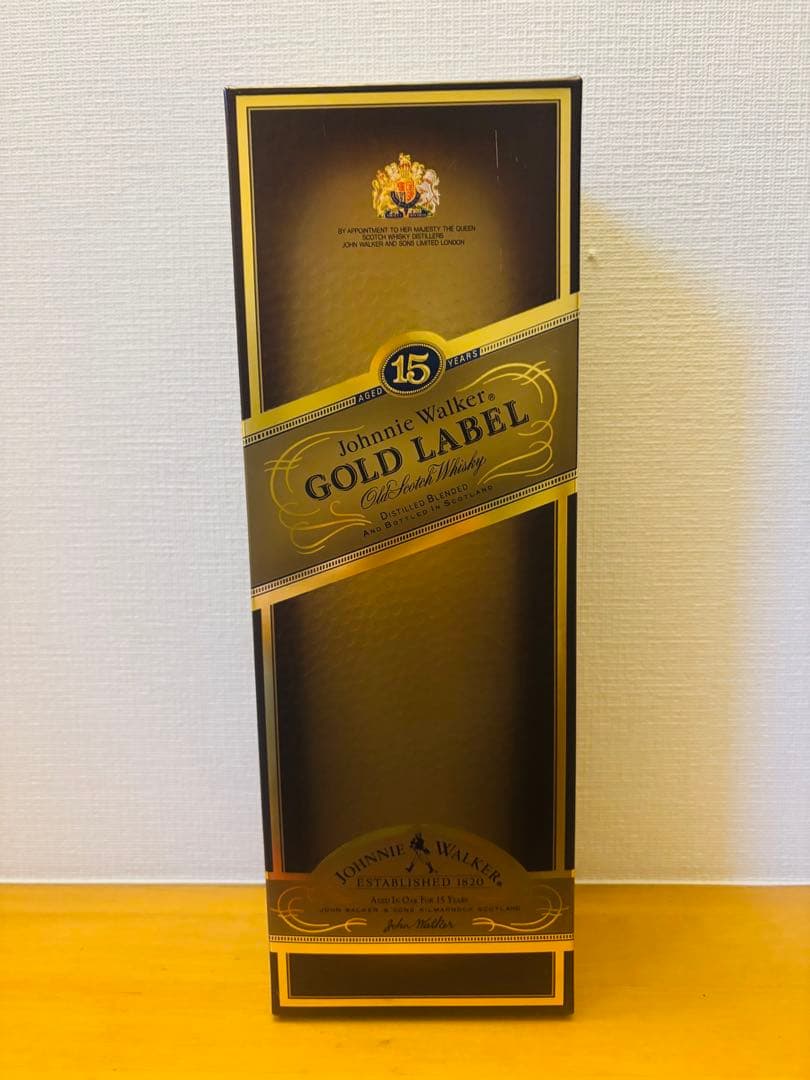 BY APPOINTMENT TO HER MAJESTY THE QUEEN
SCOTCH WHISKY DISTILLERS
JOHN WALKER AND SONS LIMITED LONDON
AGED 15 YEARS
Johnnie Walker®
GOLD LABEL
Old Scotch Whisky
DISTILLED BLENDED
AND BOTTLED IN SCOTLAND
JOHNNIE WALKER®
ESTABLISHED 1820
AGED IN OAK FOR 15 YEARS
JOHN WALKER & SONS KILMARNOCK SCOTLAND
John Walker